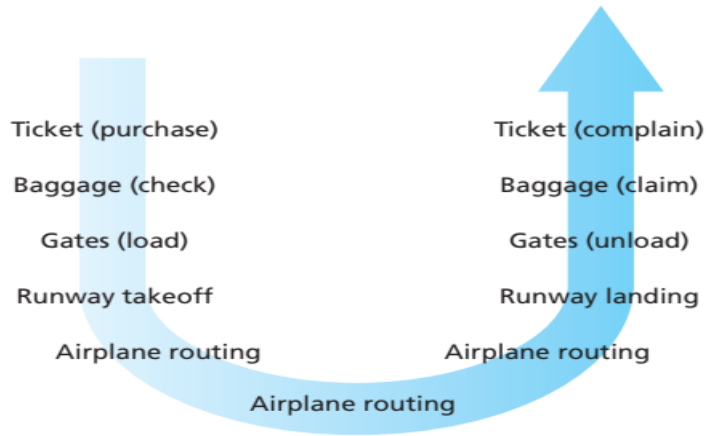 Ticket (purchase)
Baggage (check)
Gates (load)
Runway takeoff
Airplane routing
Airplane routing
Airplane routing
Runway landing
Gates (unload)
Baggage (claim)
Ticket (complain)